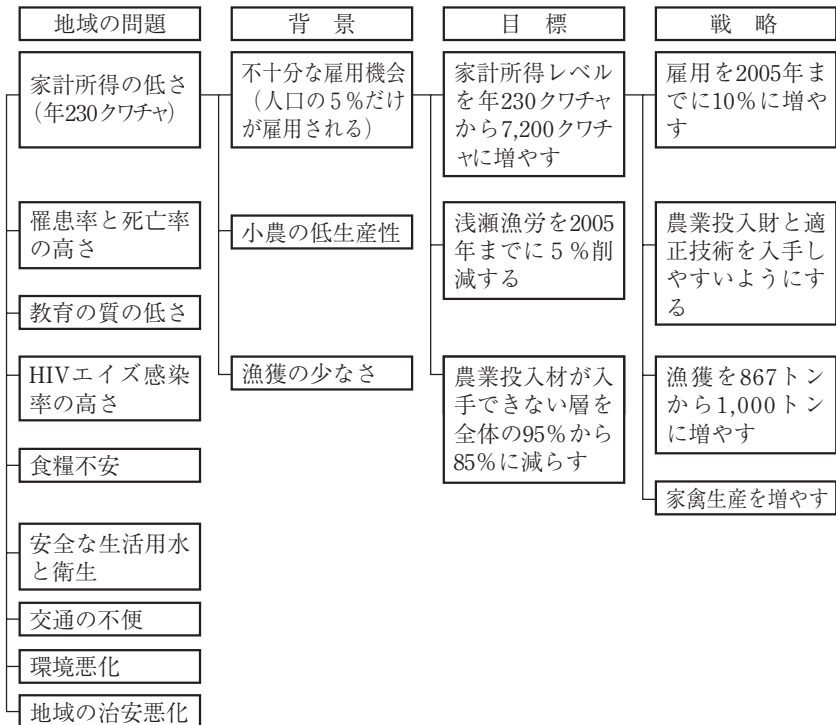 地域の問題
家計所得の低さ
（年230クワチャ）
罹患率と死亡率
の高さ
教育の質の低さ
HIVエイズ感染
率の高さ
食糧不安
安全な生活用水
と衛生
交通の不便
環境悪化
地域の治安悪化
背　景
不十分な雇用機会
（人口の5％だけ
が雇用される）
小農の低生産性
漁獲の少なさ
目　標
家計所得レベル
を年230クワチャ
から7,200クワチ
ャに増やす
浅瀬漁労を2005
年までに5％削
減する
農業投入材が入
手できない層を
全体の95％から
85％に減らす
戦　略
雇用を2005年ま
でに10％に増や
す
農業投入財と適
正技術を入手し
やすいようにす
る
漁獲を867トン
から1,000トン
に増やす
家禽生産を増やす